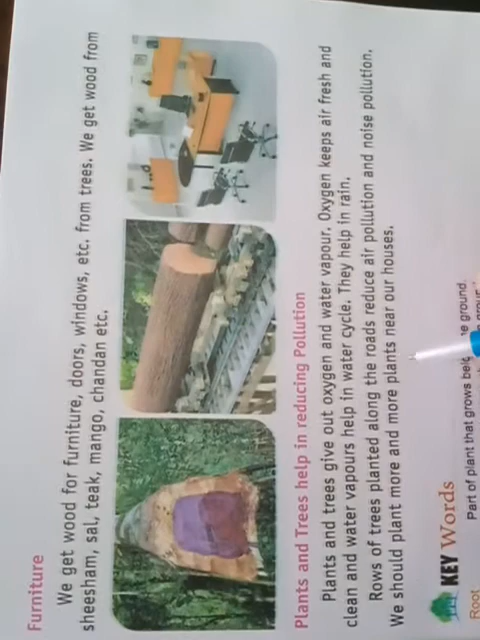 Furniture
We get wood for furniture, doors, windows, etc. from trees. We get wood from
sheesham, sal, teak, mango, chandan etc.
Plants and Trees help in reducing Pollution
Plants and trees give out oxygen and water vapour. Oxygen keeps air fresh and
clean and water vapours help in water cycle. They help in rain.
Rows of trees planted along the roads reduce air pollution and noise pollution.
We should plant more and more plants near our houses.
KEY Words
Root
Part of plant that grows ground.